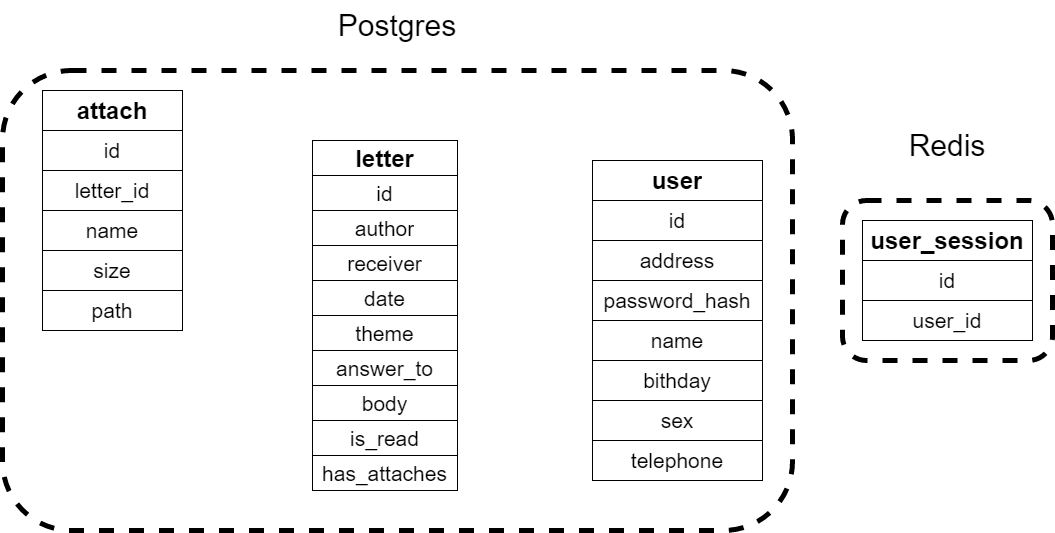 Postgres
attach
id
letter_id
name
size
path
letter
id
author
receiver
date
theme
answer_to
body
is_read
has_attaches
user
id
address
password_hash
name
bithday
sex
telephone
Redis
user_session
id
user_id